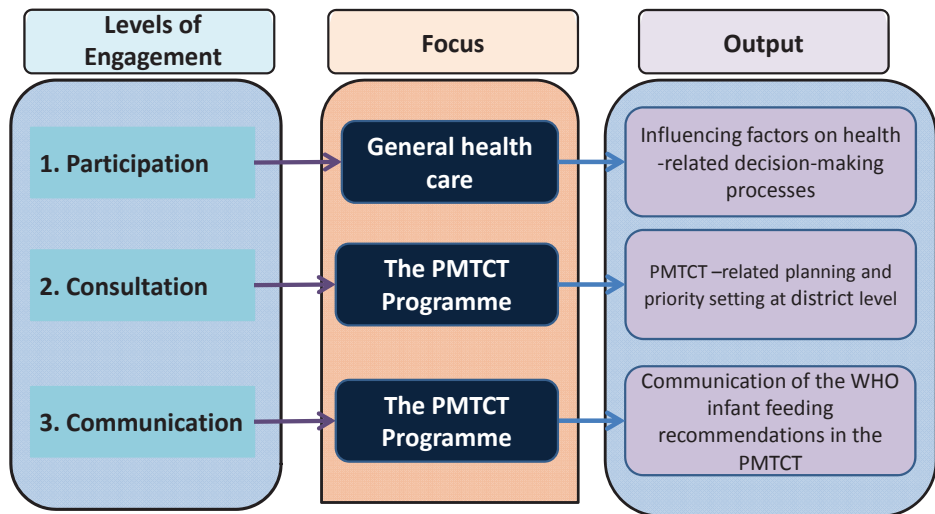 Levels of
Engagement
Focus
Output
1. Participation
General health
care
Influencing factors on health
-related decision-making
processes
2. Consultation
The PMTCT
Programme
PMTCT –related planning and
priority setting at district level
3. Communication
The PMTCT
Programme
Communication of the WHO
infant feeding
recommendations in the
PMTCT